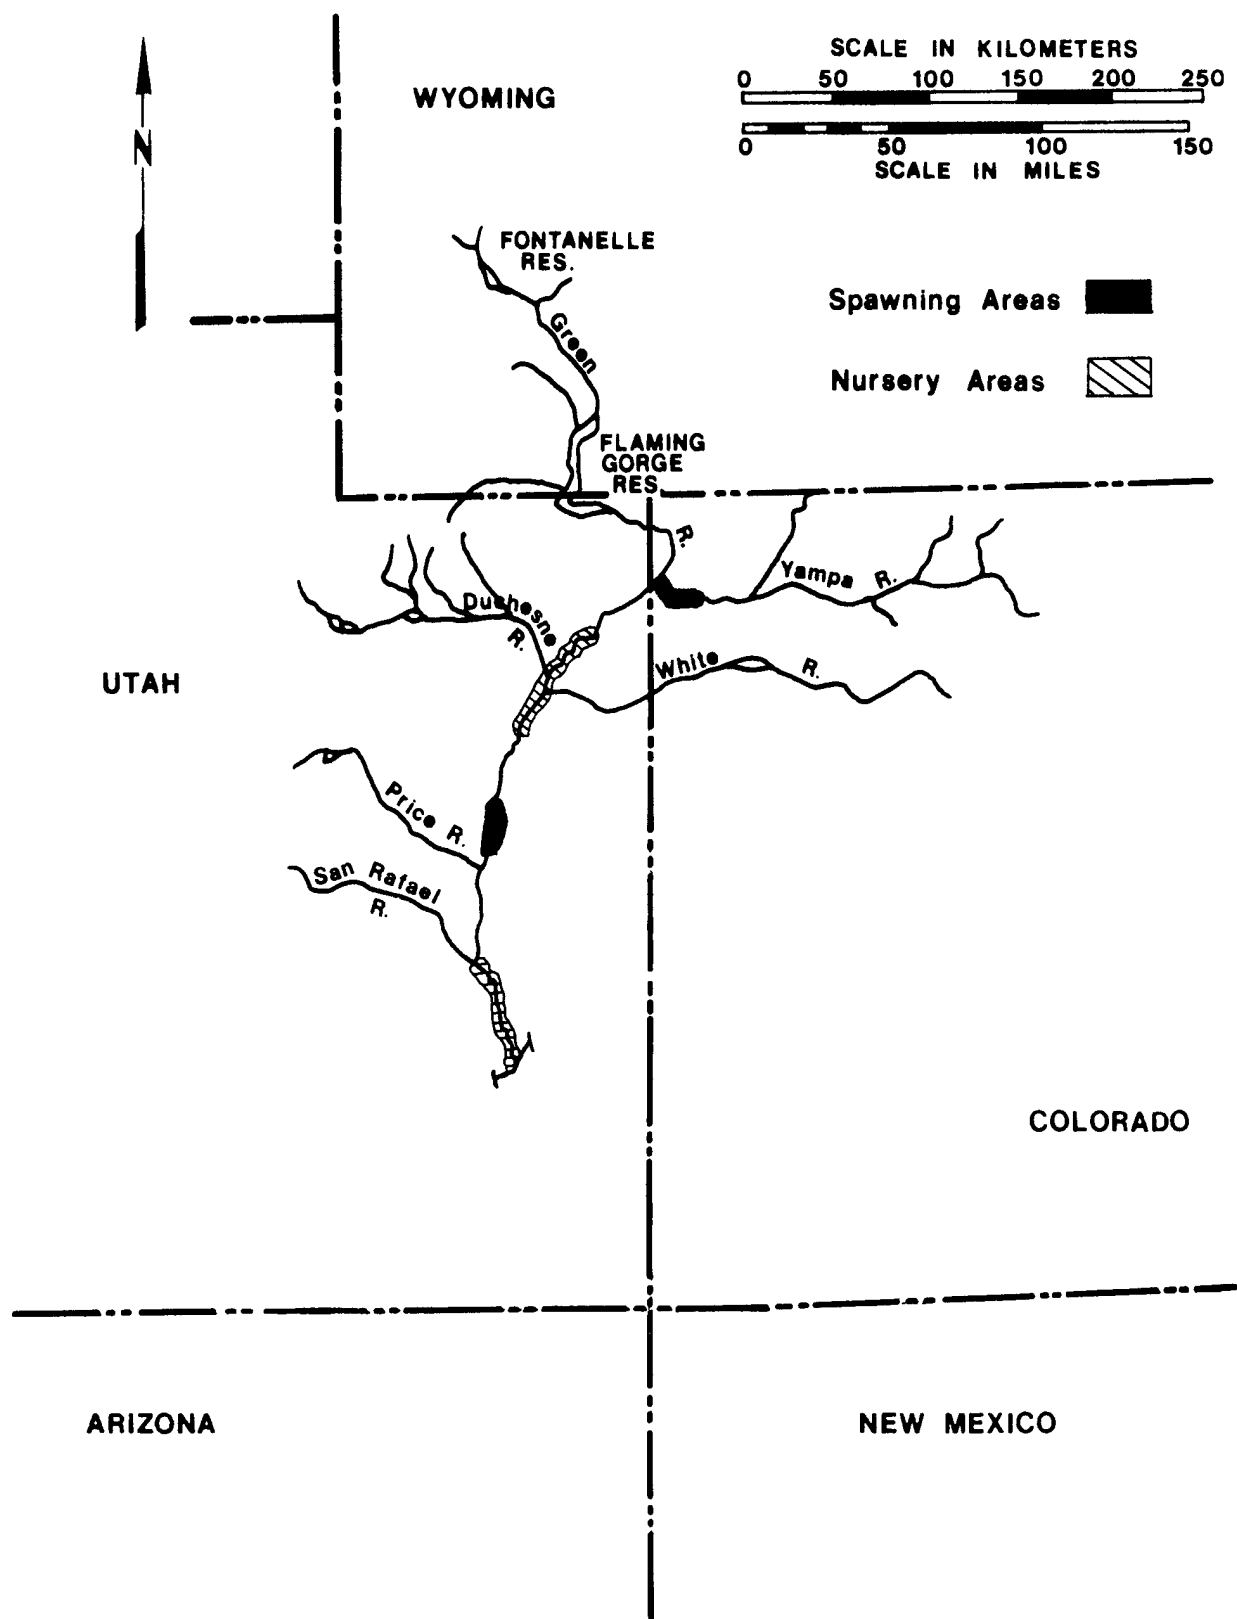 SCALE IN KILOMETERS
0 50 100 150 200 250
0 50 100 150
SCALE IN MILES
WYOMING
N
FONTANELLE
RES.
Spawning Areas
Green
Nursery Areas
FLAMING
GORGE
RES.
R.
Yampa R.
Duchesne
R.
White R.
UTAH
Price R.
San Rafael
R.
COLORADO
ARIZONA
NEW MEXICO